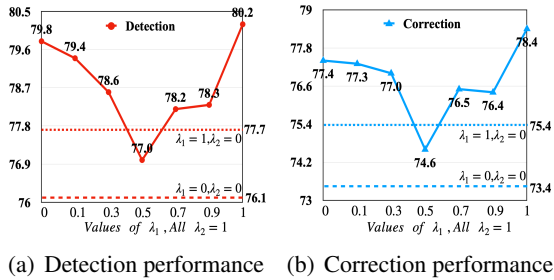 80.5
79.6
78.7
77.8
76.9
76
Detection
79.8
79.4
78.6
77.0
78.2
78.3
80.2
77.7
λ₁ = 1,λ₂ = 0
λ₁ = 0,λ₂ = 0
76.1
0 0.1 0.3 0.5 0.7 0.9 1
Values of λ₁ , All λ₂ = 1
(a) Detection performance
79
77.8
76.6
75.4
74.2
73
Correction
77.4
77.3
77.0
74.6
76.5
76.4
78.4
75.4
λ₁ = 1,λ₂ = 0
λ₁ = 0,λ₂ = 0
73.4
0 0.1 0.3 0.5 0.7 0.9 1
Values of λ₁ , All λ₂ = 1
(b) Correction performance